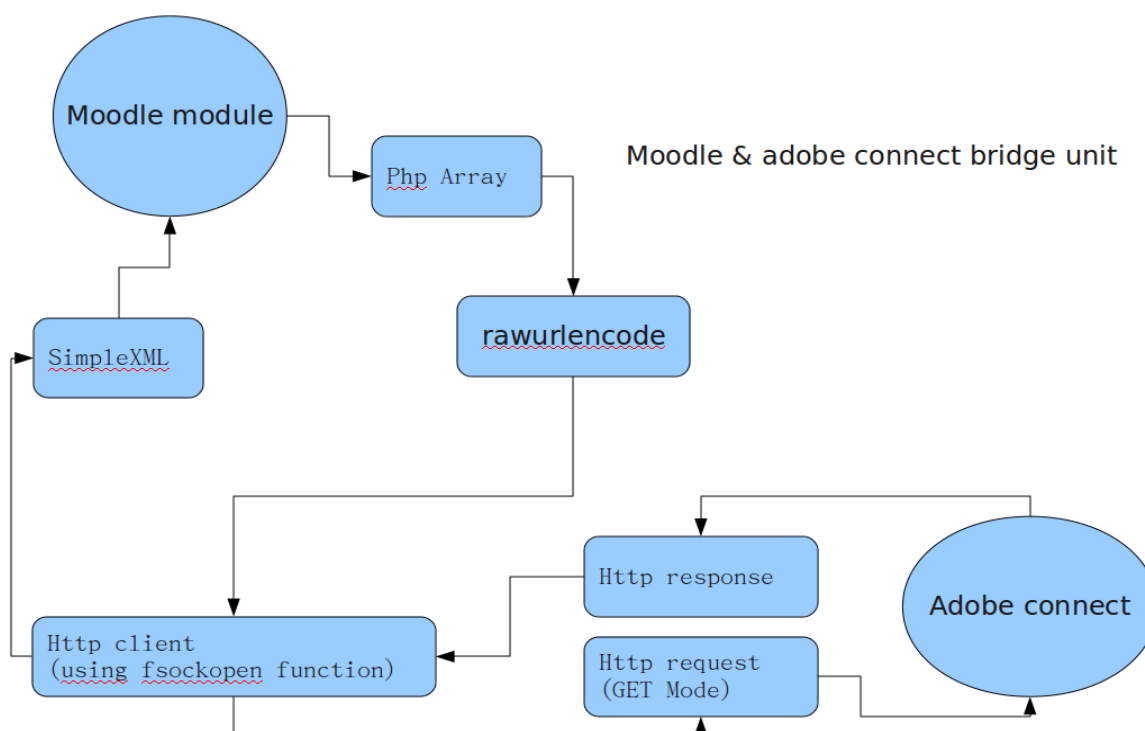 Moodle module
Php Array
Moodle & adobe connect bridge unit
rawurlencode
SimpleXML
Http response
Adobe connect
Http client
(using fsockopen function)
Http request
(GET Mode)